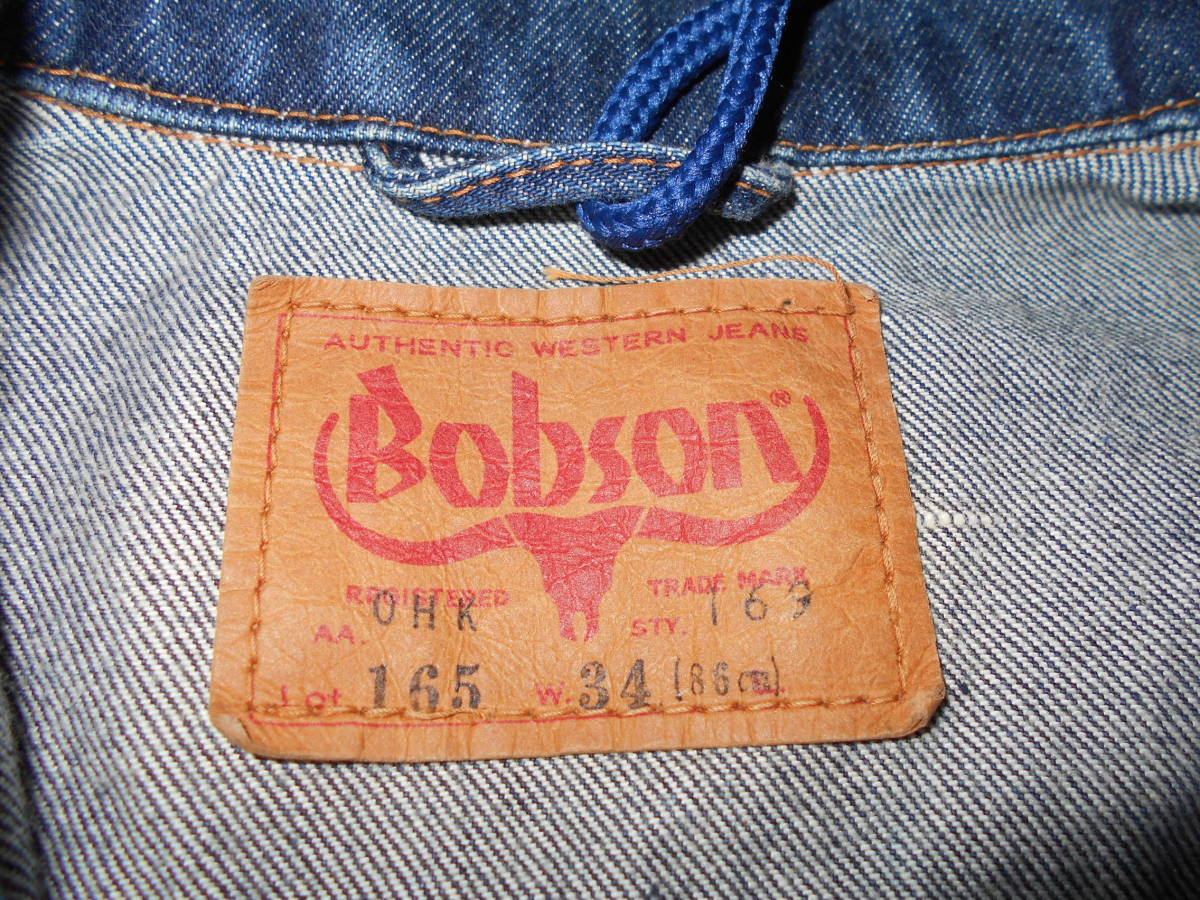 AUTHENTIC WESTERN JEANS
Bobson®
REGISTERED TRADE MARK
AA. OHK STY. 169
Lot 165 W. 34 (86cm)